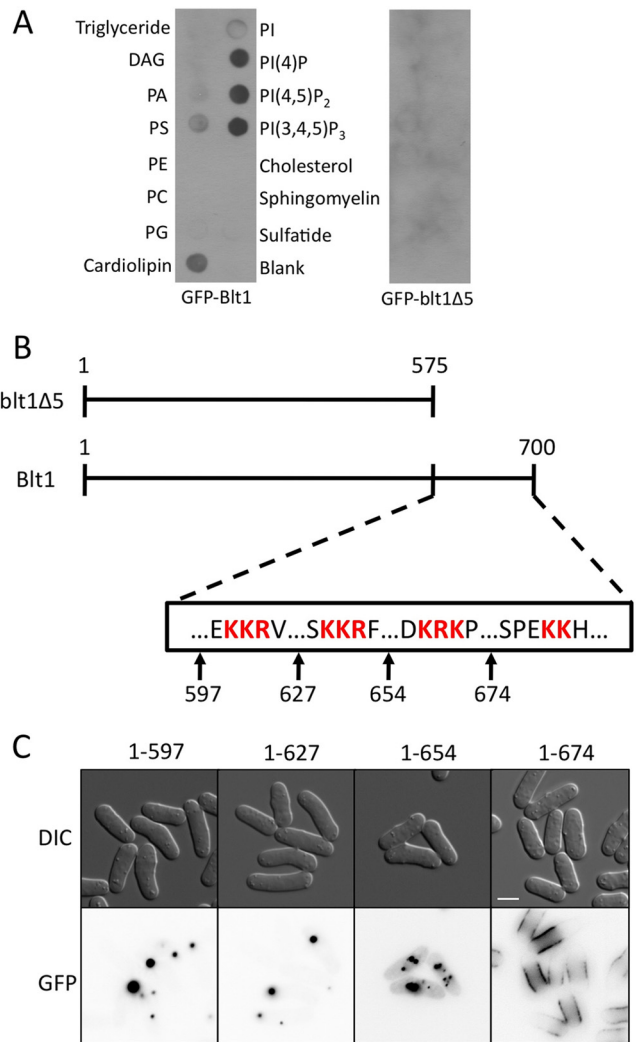 A
Triglyceride PI
DAG PI(4)P
PA PI(4,5)P2
PS PI(3,4,5)P3
PE Cholesterol
PC Sphingomyelin
PG Sulfatide
Cardiolipin Blank
GFP-Blt1 GFP-blt1Δ5
B
1 575
blt1Δ5
1 700
Blt1
...EKKRV...SKKRF...DKRKP...SPEKKH...
597 627 654 674
C
1-597 1-627 1-654 1-674
DIC
GFP